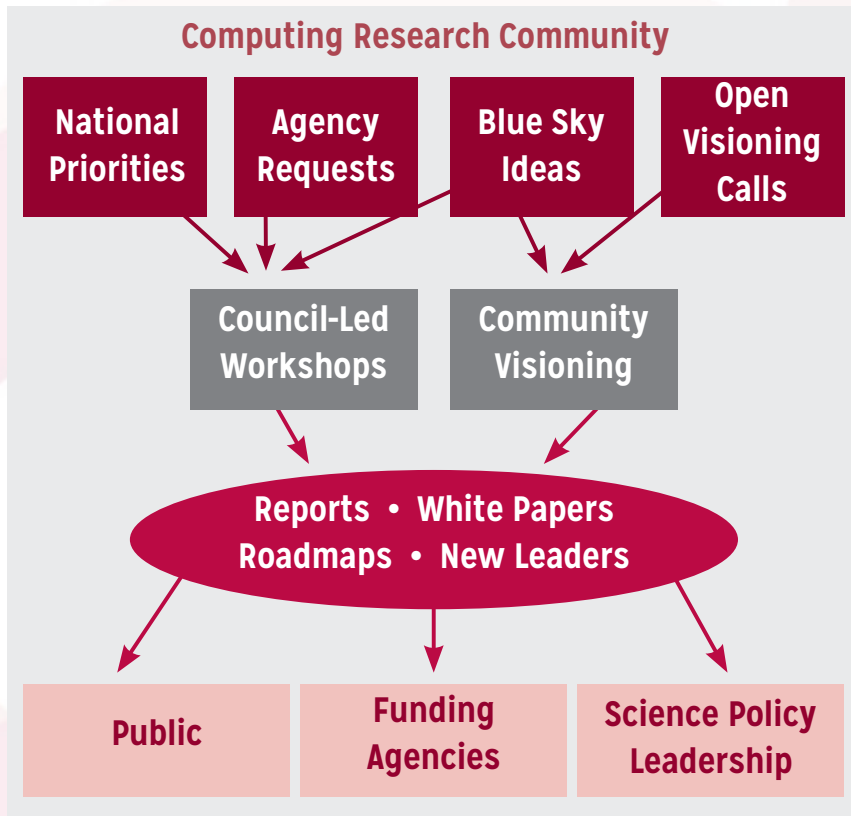 Computing Research Community
National
Priorities
Agency
Requests
Blue Sky
Ideas
Open
Visioning
Calls
Council-Led
Workshops
Community
Visioning
Reports • White Papers
Roadmaps • New Leaders
Public
Funding
Agencies
Science Policy
Leadership